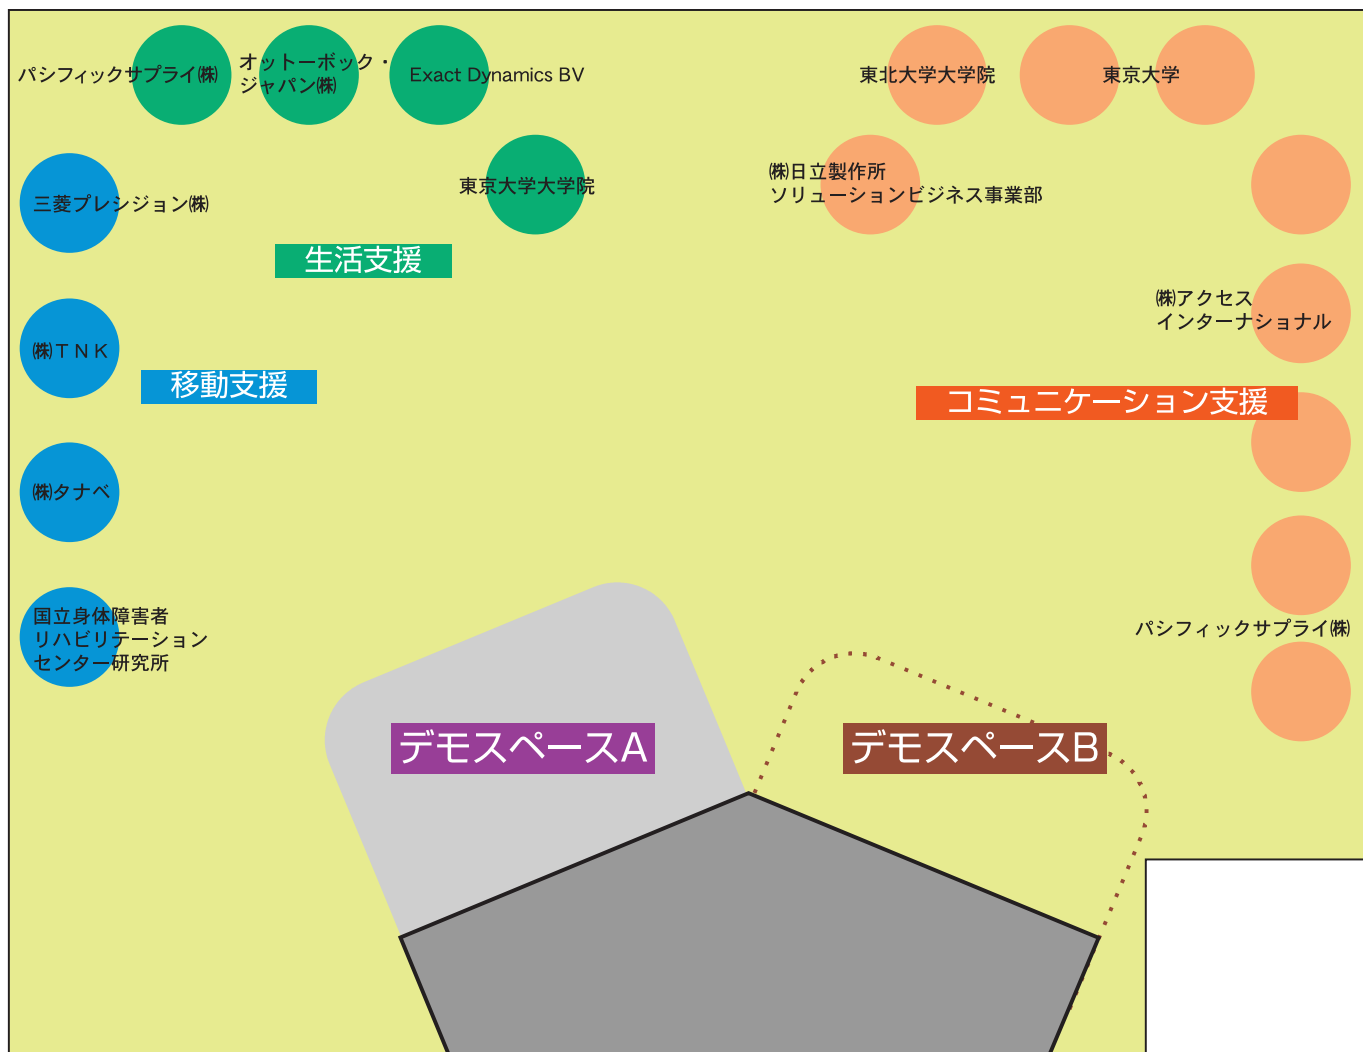 パシフィックサプライ㈱
オットーボック・
ジャパン㈱
Exact Dynamics BV
東北大学大学院
東京大学
三菱プレシジョン㈱
東京大学大学院
㈱日立製作所
ソリューションビジネス事業部
生活支援
㈱アクセス
インターナショナル
㈱ＴＮＫ
移動支援
コミュニケーション支援
㈱タナベ
国立身体障害者
リハビリテーション
センター研究所
パシフィックサプライ㈱
デモスペースA
デモスペースB